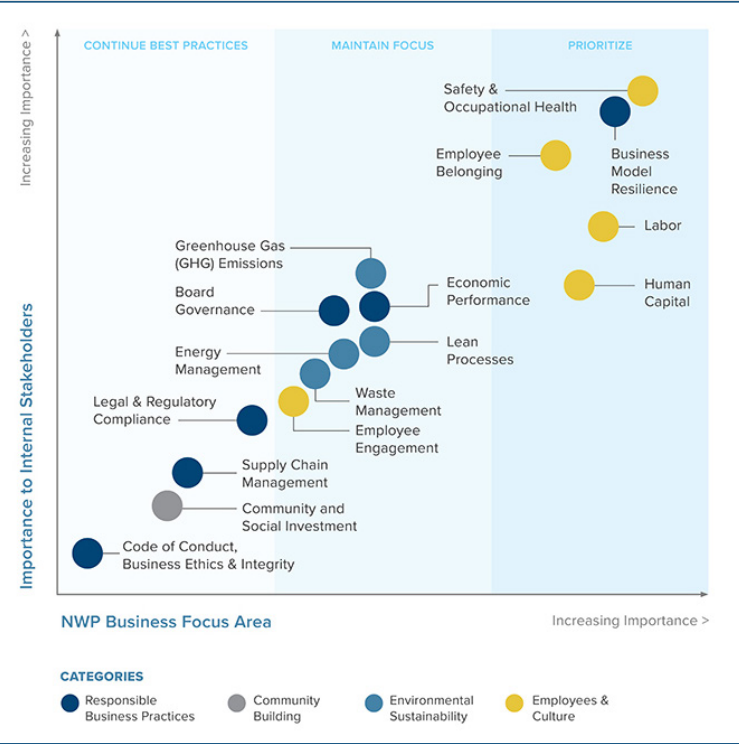 CONTINUE BEST PRACTICES
MAINTAIN FOCUS
PRIORITIZE
Increasing Importance >
Importance to Internal Stakeholders
Safety &
Occupational Health
Employee
Belonging
Business
Model
Resilience
Labor
Greenhouse Gas
(GHG) Emissions
Human
Capital
Board
Governance
Economic
Performance
Energy
Management
Lean
Processes
Legal & Regulatory
Compliance
Waste
Management
Employee
Engagement
Supply Chain
Management
Community and
Social Investment
Code of Conduct,
Business Ethics & Integrity
NWP Business Focus Area
Increasing Importance >
CATEGORIES
Responsible
Business Practices
Community
Building
Environmental
Sustainability
Employees &
Culture